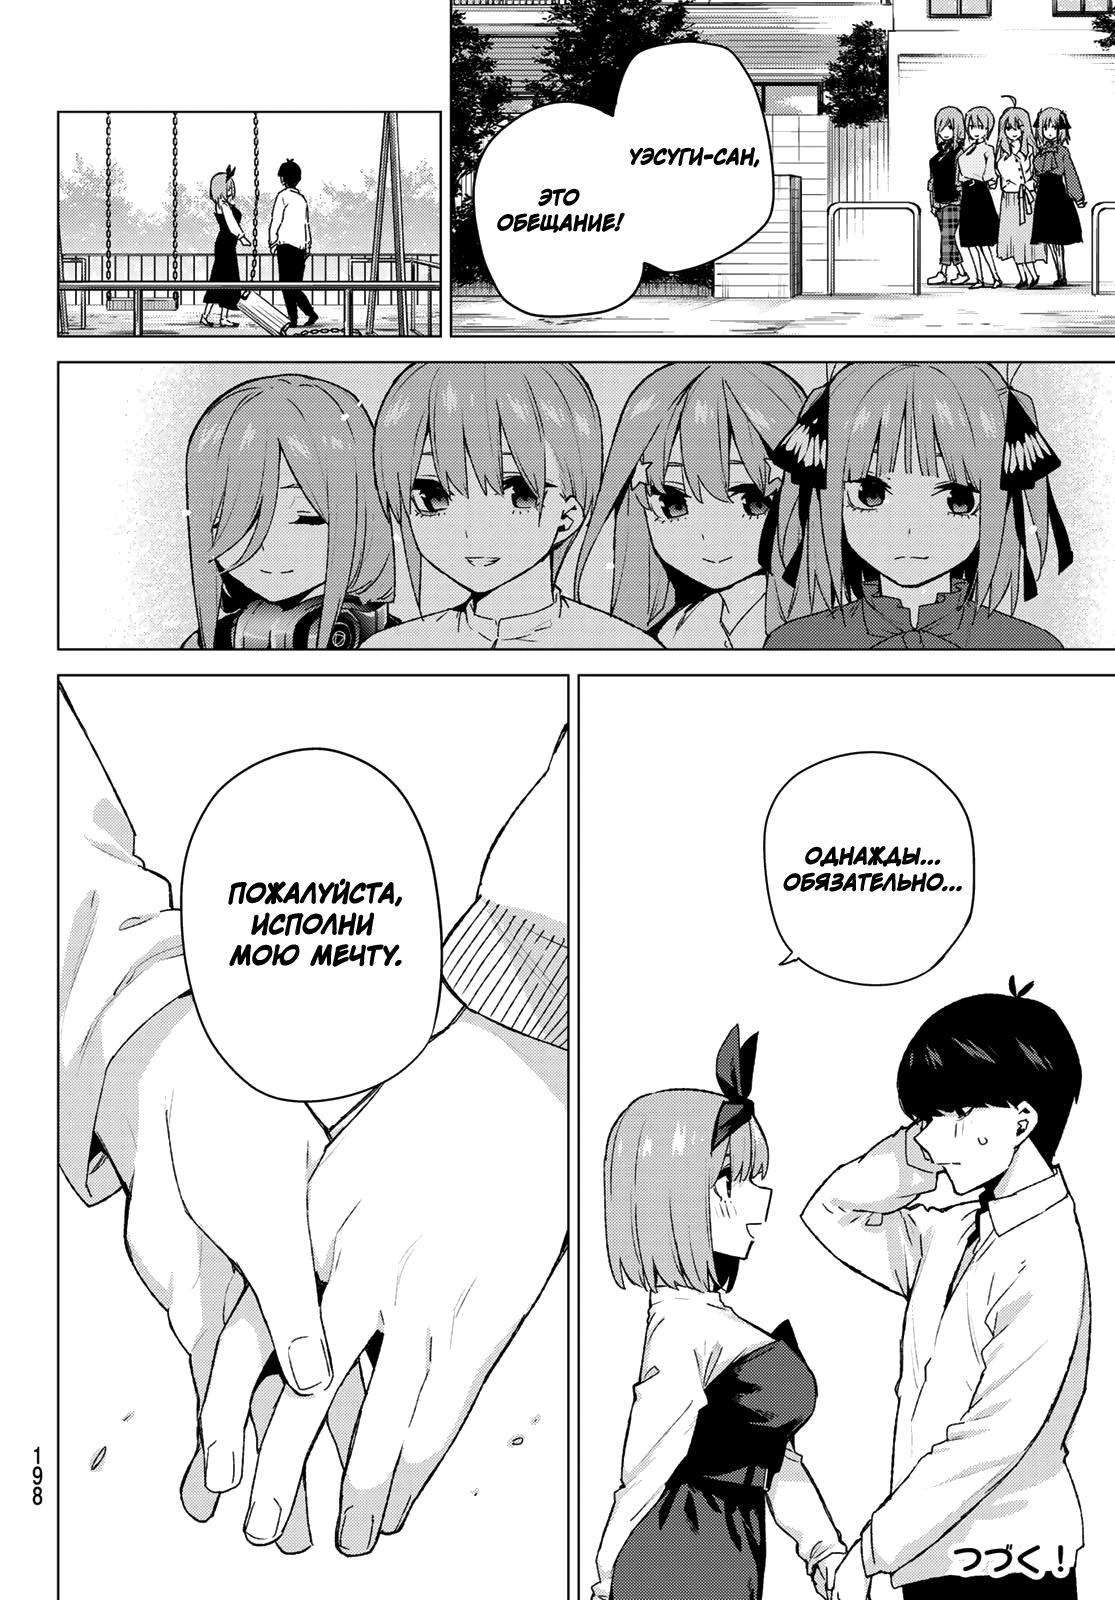 УЭСУГИ-САН,
ЭТО
ОБЕЩАНИЕ!
ОДНАЖДЫ...
ОБЯЗАТЕЛЬНО...
ПОЖАЛУЙСТА,
ИСПОЛНИ
МОЮ МЕЧТУ.
つづく！
198